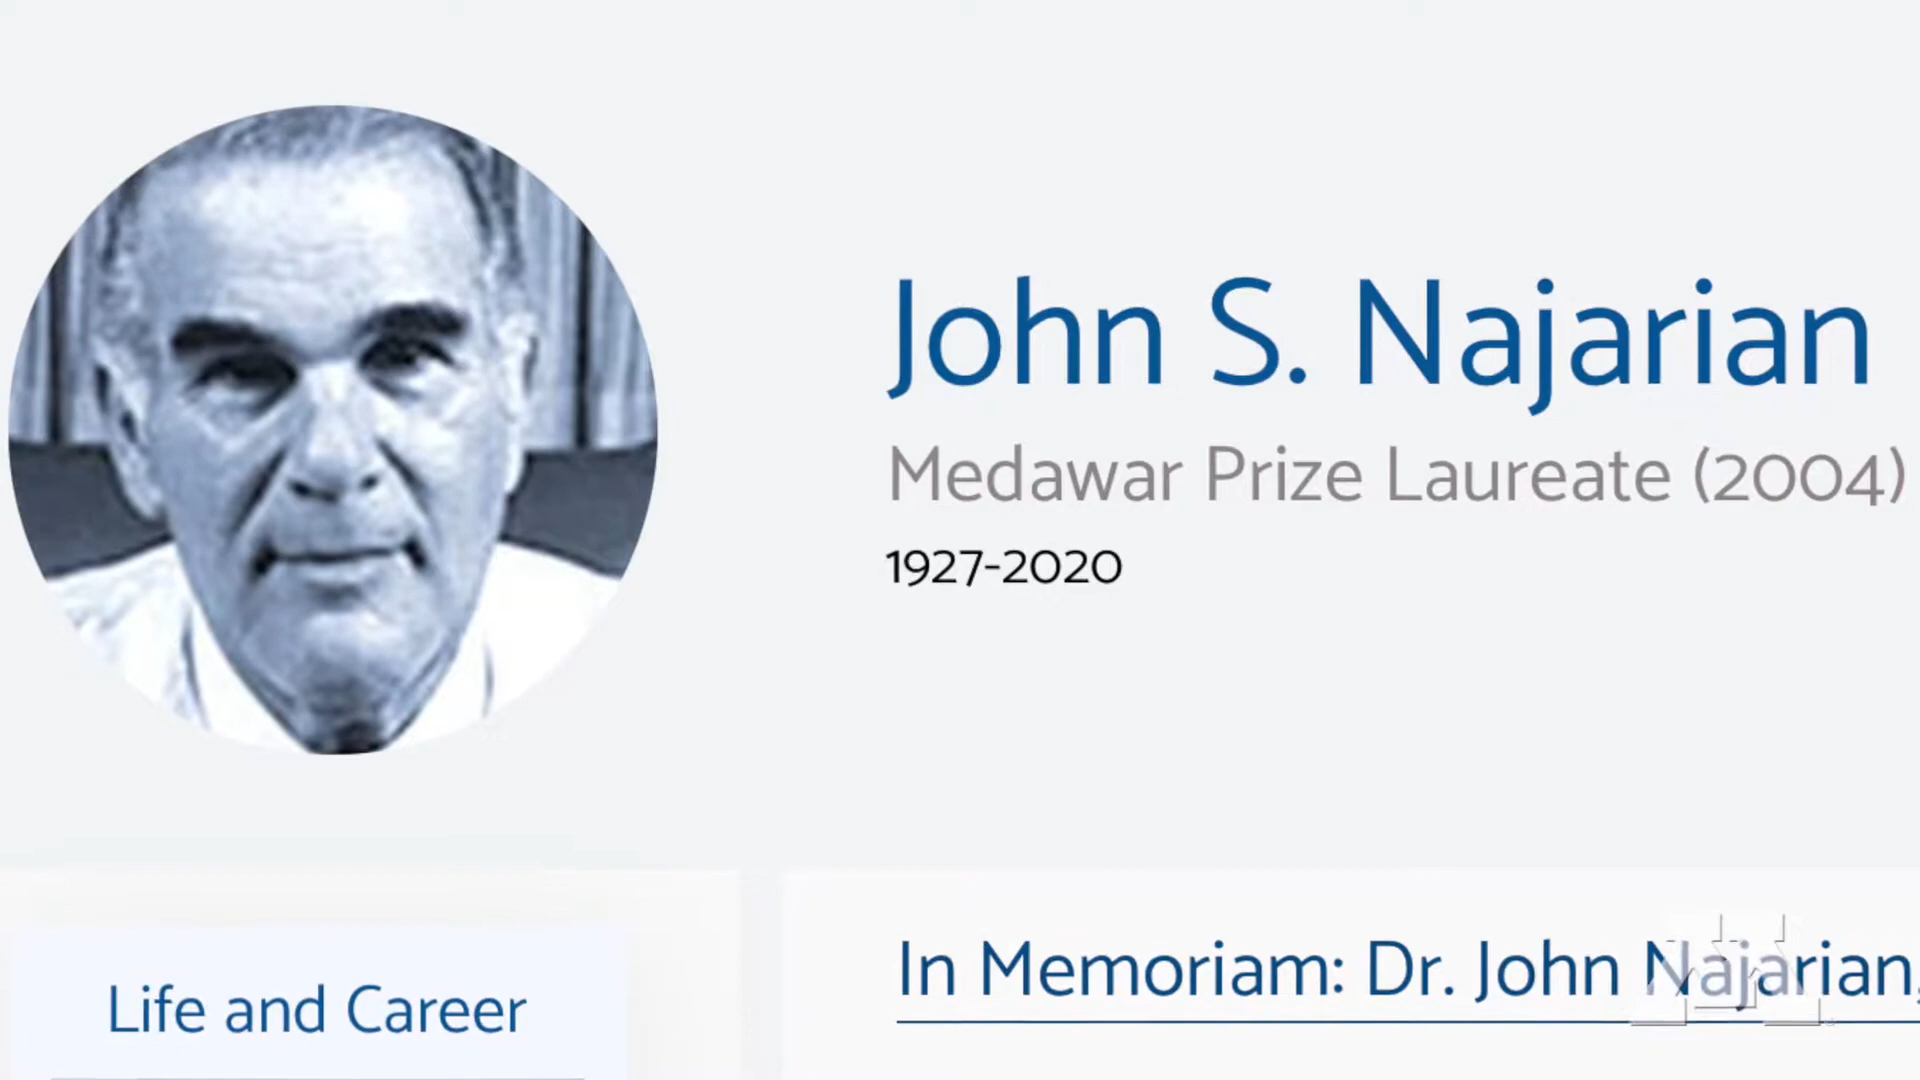 John S. Najarian
Medawar Prize Laureate (2004)
1927-2020
Life and Career
In Memoriam: Dr. John Najarian,